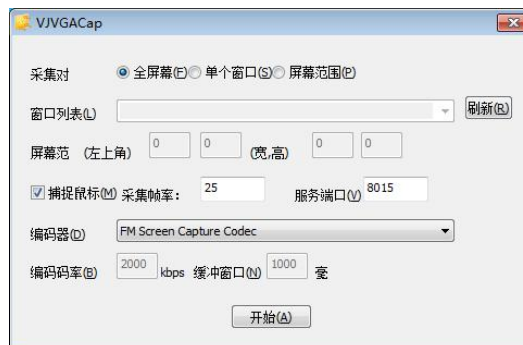 VJVGACap
采集对 全屏幕(F) 单个窗口(S) 屏幕范围(P)
窗口列表(L) 刷新(R)
屏幕范 (左上角) 0 0 (宽,高) 0 0
捕捉鼠标(M) 采集帧率: 25 服务端口(V) 8015
编码器(D) FM Screen Capture Codec
编码码率(B) 2000 kbps 缓冲窗口(N) 1000 毫
开始(A)